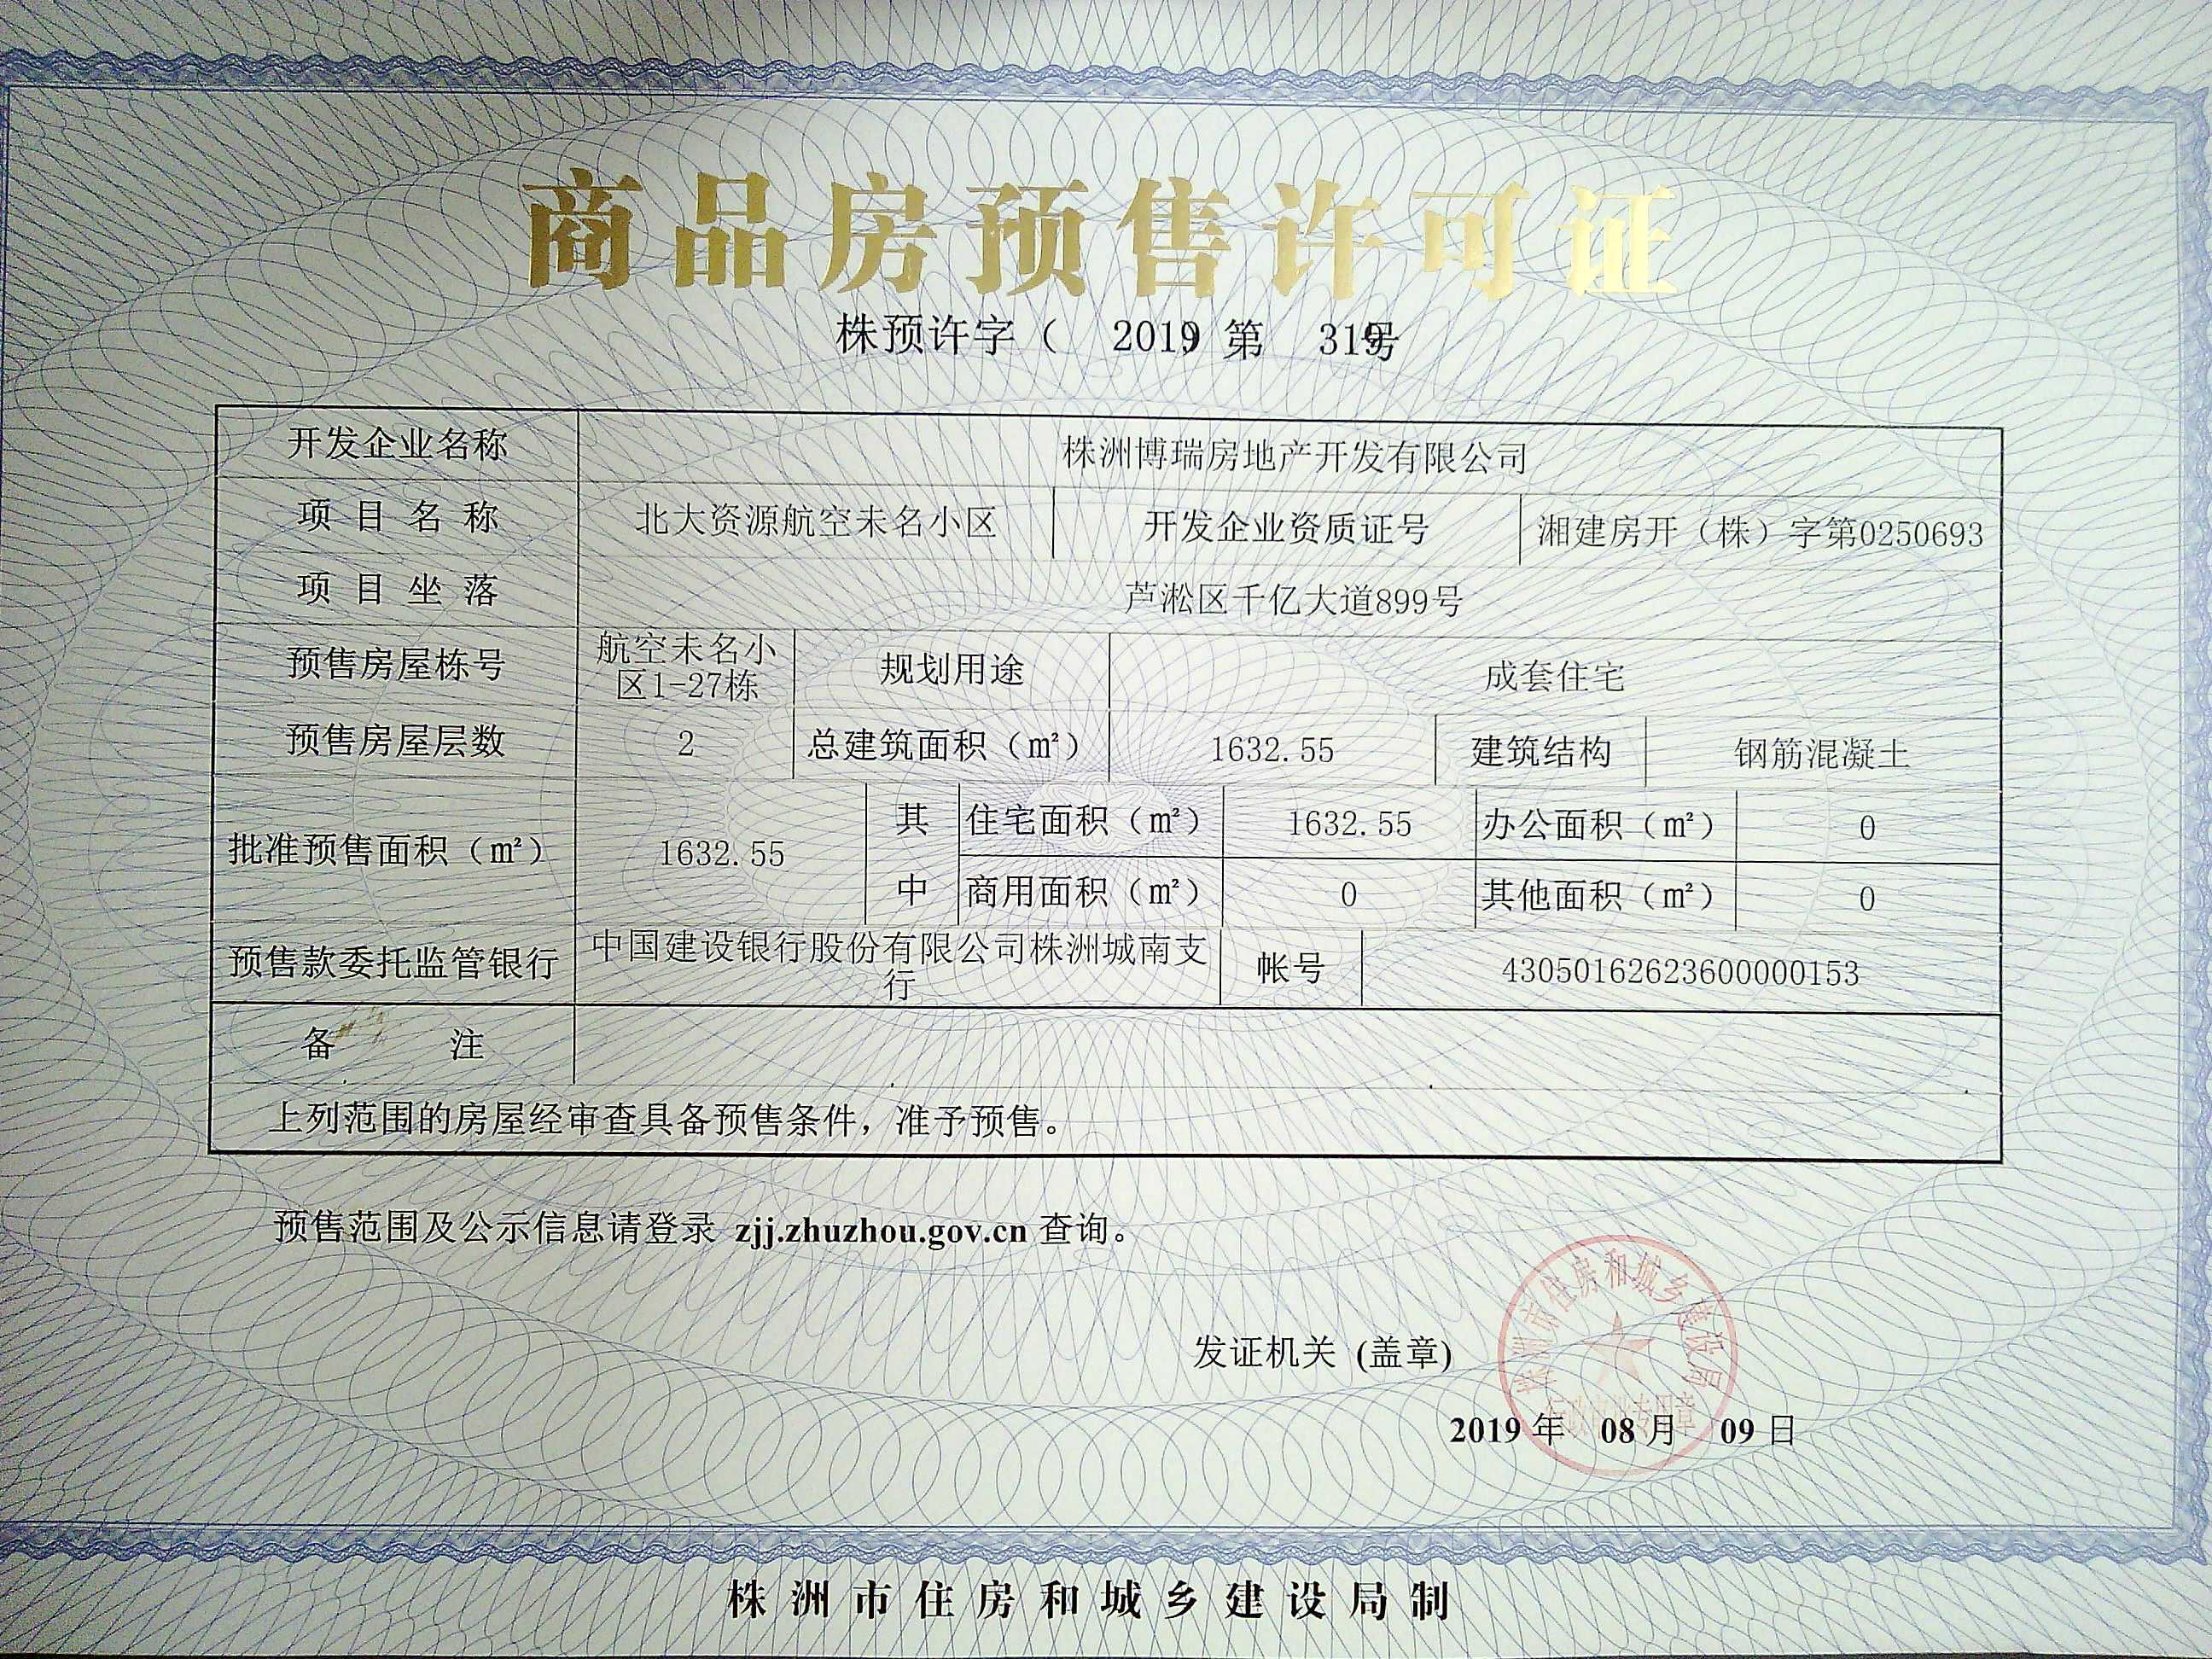 商品房预售许可证
株预许字（ 2019）第 319号
开发企业名称 株洲博瑞房地产开发有限公司
项目名称 北大资源航空未名小区 开发企业资质证号 湘建房开（株）字第0250693
项目坐落 芦淞区千亿大道899号
预售房屋栋号 航空未名小区1-27栋 规划用途 成套住宅
预售房屋层数 2 总建筑面积（㎡） 1632.55 建筑结构 钢筋混凝土
批准预售面积（㎡） 1632.55 其中 住宅面积（㎡） 1632.55 办公面积（㎡） 0
商用面积（㎡） 0 其他面积（㎡） 0
预售款委托监管银行 中国建设银行股份有限公司株洲城南支行 帐号 43050162623600000153
备注
上列范围的房屋经审查具备预售条件，准予预售。
预售范围及公示信息请登录 zjj.zhuzhou.gov.cn 查询。
株洲市住房和城乡建设局
发证机关 (盖章)
2019 年 08 月 09 日
株洲市住房和城乡建设局制